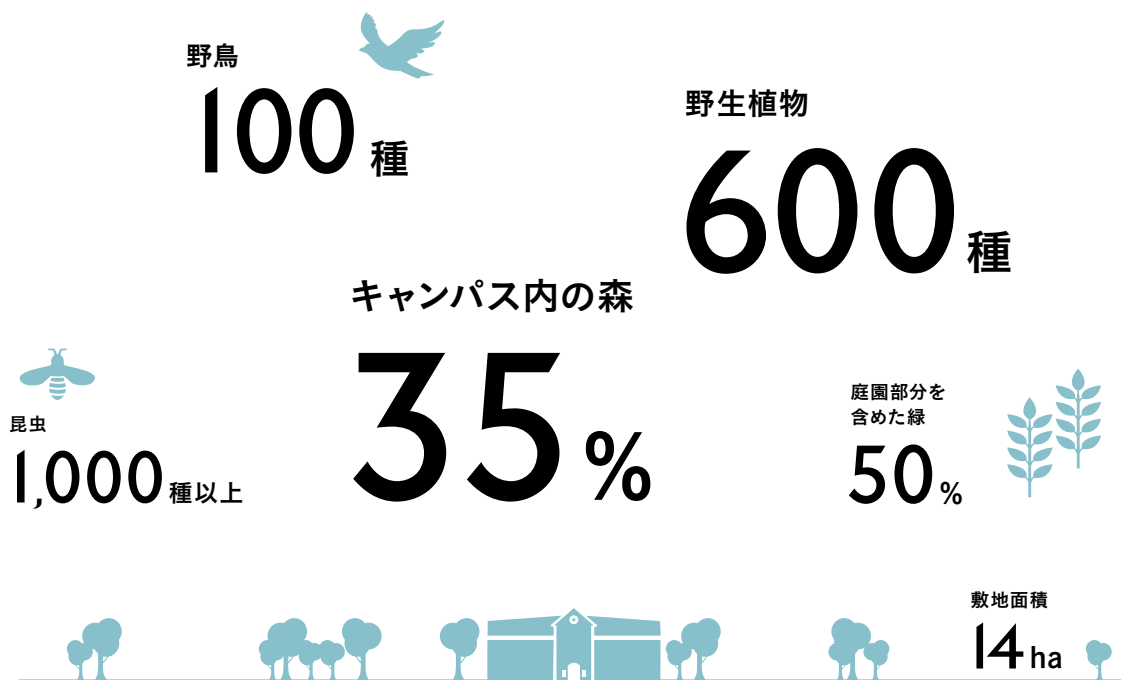 野鳥
100種
野生植物
600種
キャンパス内の森
35%
昆虫
1,000種以上
庭園部分を
含めた緑
50%
敷地面積
14ha